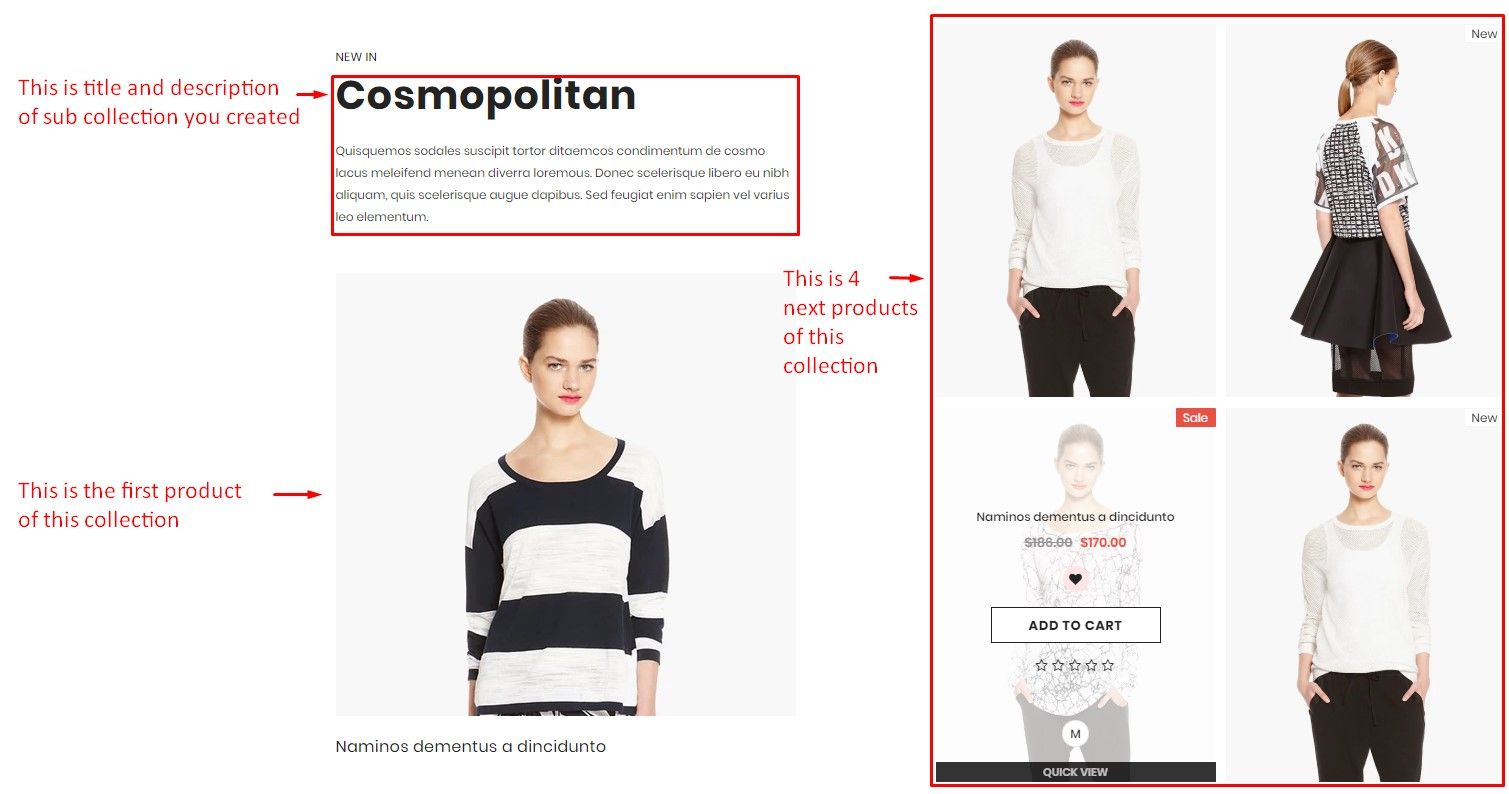 NEW IN
This is title and description
of sub collection you created
Cosmopolitan
Quisquemos sodales suscipit tortor ditaemcos condimentum de cosmo
lacus meleifend menean diverra loremous. Donec scelerisque libero eu nibh
aliquam, quis scelerisque augue dapibus. Sed feugiat enim sapien vel varius
leo elementum.
This is the first product
of this collection
Naminos dementus a dincidunto
This is 4
next products
of this
collection
New
DK
Sale
Naminos dementus a dincidunto
$186.00 $170.00
ADD TO CART
M
QUICK VIEW
New